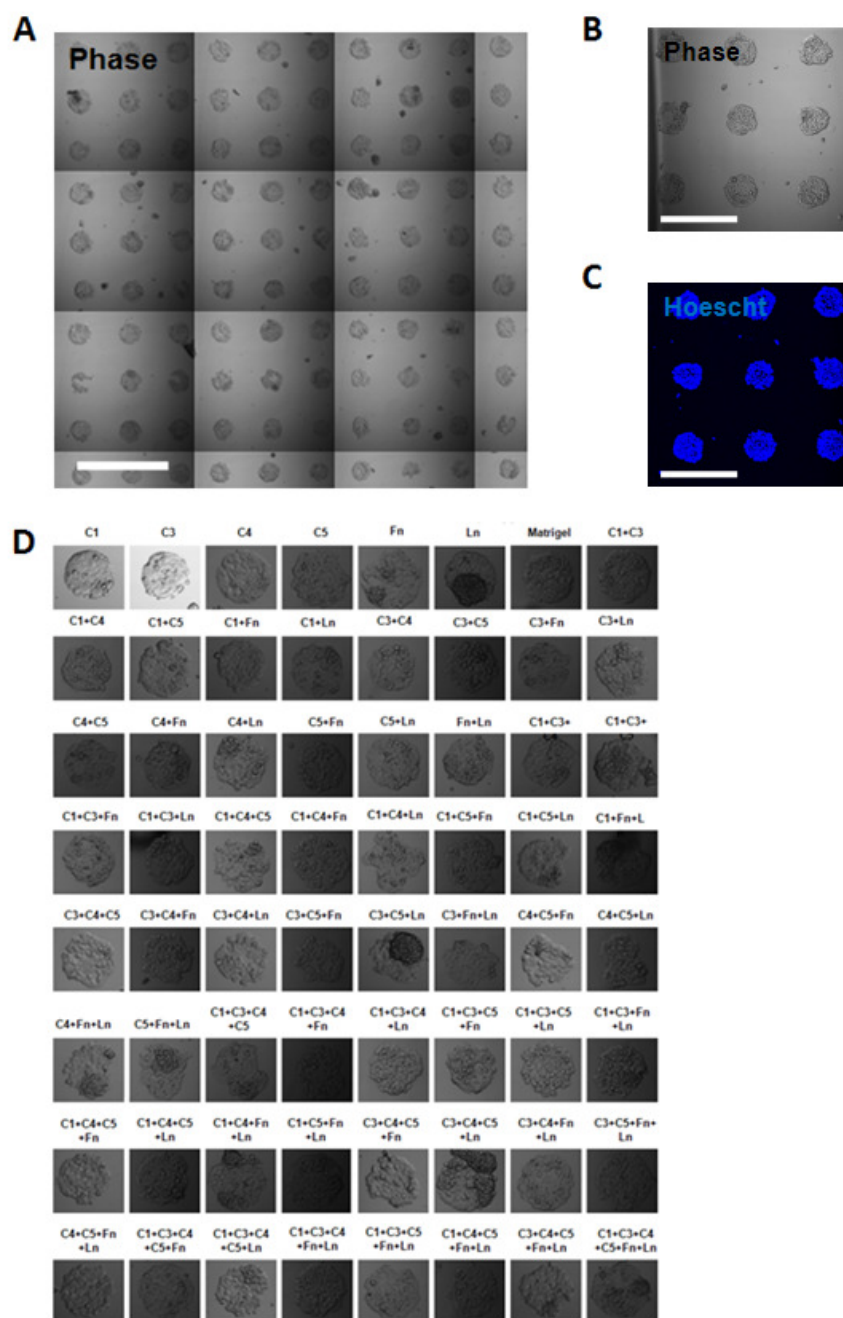 A
Phase
B
Phase
C
Hoescht
D
C1 C3 C4 C5 Fn Ln Matrigel C1+C3
C1+C4 C1+C5 C1+Fn C1+Ln C3+C4 C3+C5 C3+Fn C3+Ln
C4+C5 C4+Fn C4+Ln C5+Fn C5+Ln Fn+Ln C1+C3+ C1+C3+
C1+C3+Fn C1+C3+Ln C1+C4+C5 C1+C4+Fn C1+C4+Ln C1+C5+Fn C1+C5+Ln C1+Fn+L
C3+C4+C5 C3+C4+Fn C3+C4+Ln C3+C5+Fn C3+C5+Ln C3+Fn+Ln C4+C5+Fn C4+C5+Ln
C4+Fn+Ln C5+Fn+Ln C1+C3+C4 C1+C3+C4 C1+C3+C4 C1+C3+C5 C1+C3+C5 C1+C3+Fn
+C5 +Fn +Ln +Fn +Ln +Ln
C1+C4+C5 C1+C4+C5 C1+C4+Fn C1+C5+Fn C3+C4+C5 C3+C4+C5 C3+C4+Fn C3+C5+Fn+
+Fn +Ln +Ln +Ln +Fn +Ln +Ln Ln
C4+C5+Fn C1+C3+C4 C1+C3+C4 C1+C3+C4 C1+C3+C5 C1+C4+C5 C3+C4+C5 C1+C3+C4
+Ln +C5+Fn +C5+Ln +Fn+Ln +Fn+Ln +Fn+Ln +Fn+Ln +C5+Fn+Ln